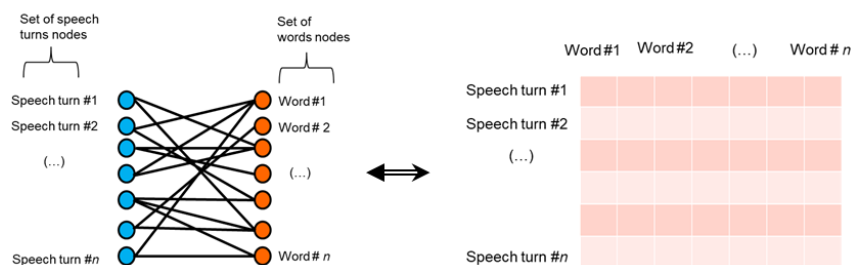 Set of speech
turns nodes
Set of
words nodes
Speech turn #1
Speech turn #2
(...)
Speech turn #n
Word #1
Word # 2
(...)
Word # n
Word #1
Word #2
(...)
Word # n
Speech turn #1
Speech turn #2
(...)
Speech turn #n